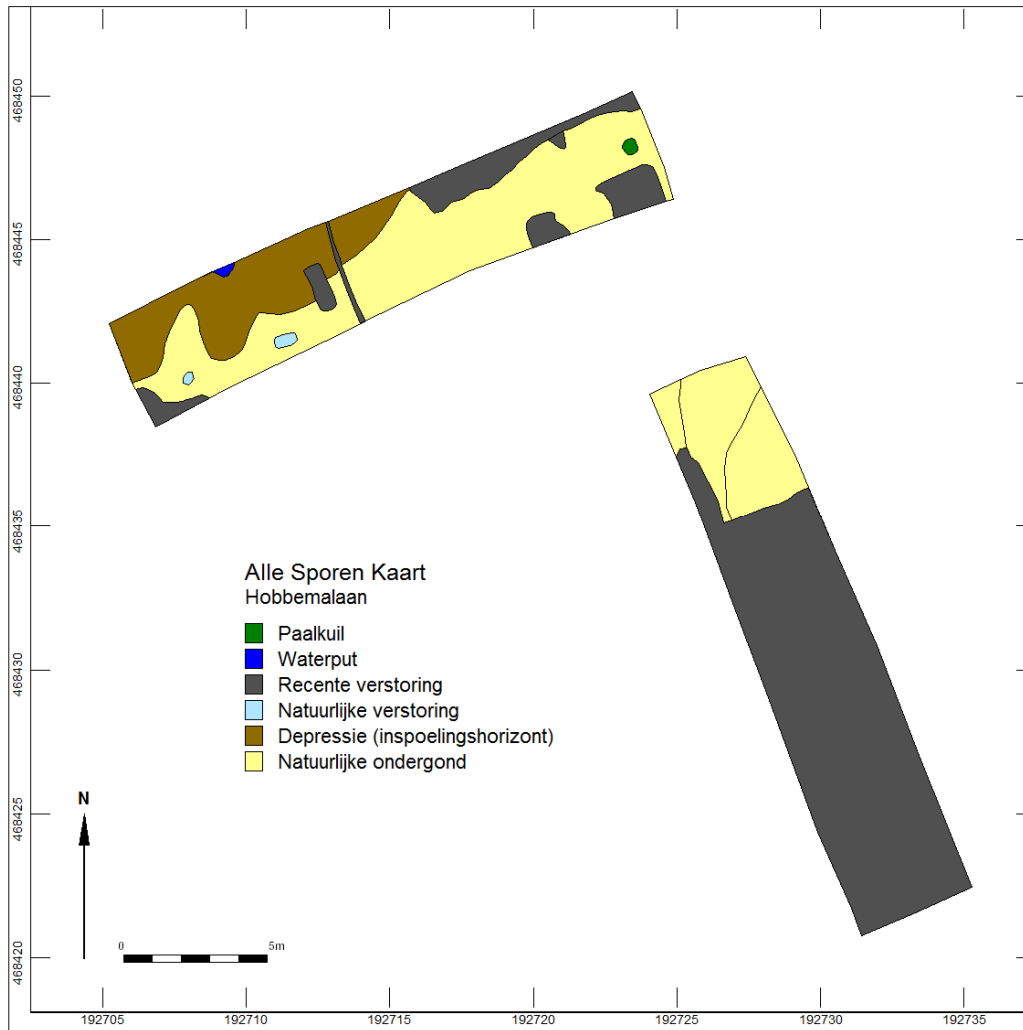 468450
468445
468440
468435
468430
468425
468420
Alle Sporen Kaart
Hobbemalaan
Paalkuil
Waterput
Recente verstoring
Natuurlijke verstoring
Depressie (inspoelingshorizont)
Natuurlijke ondergond
N
0 5m
192705 192710 192715 192720 192725 192730 192735